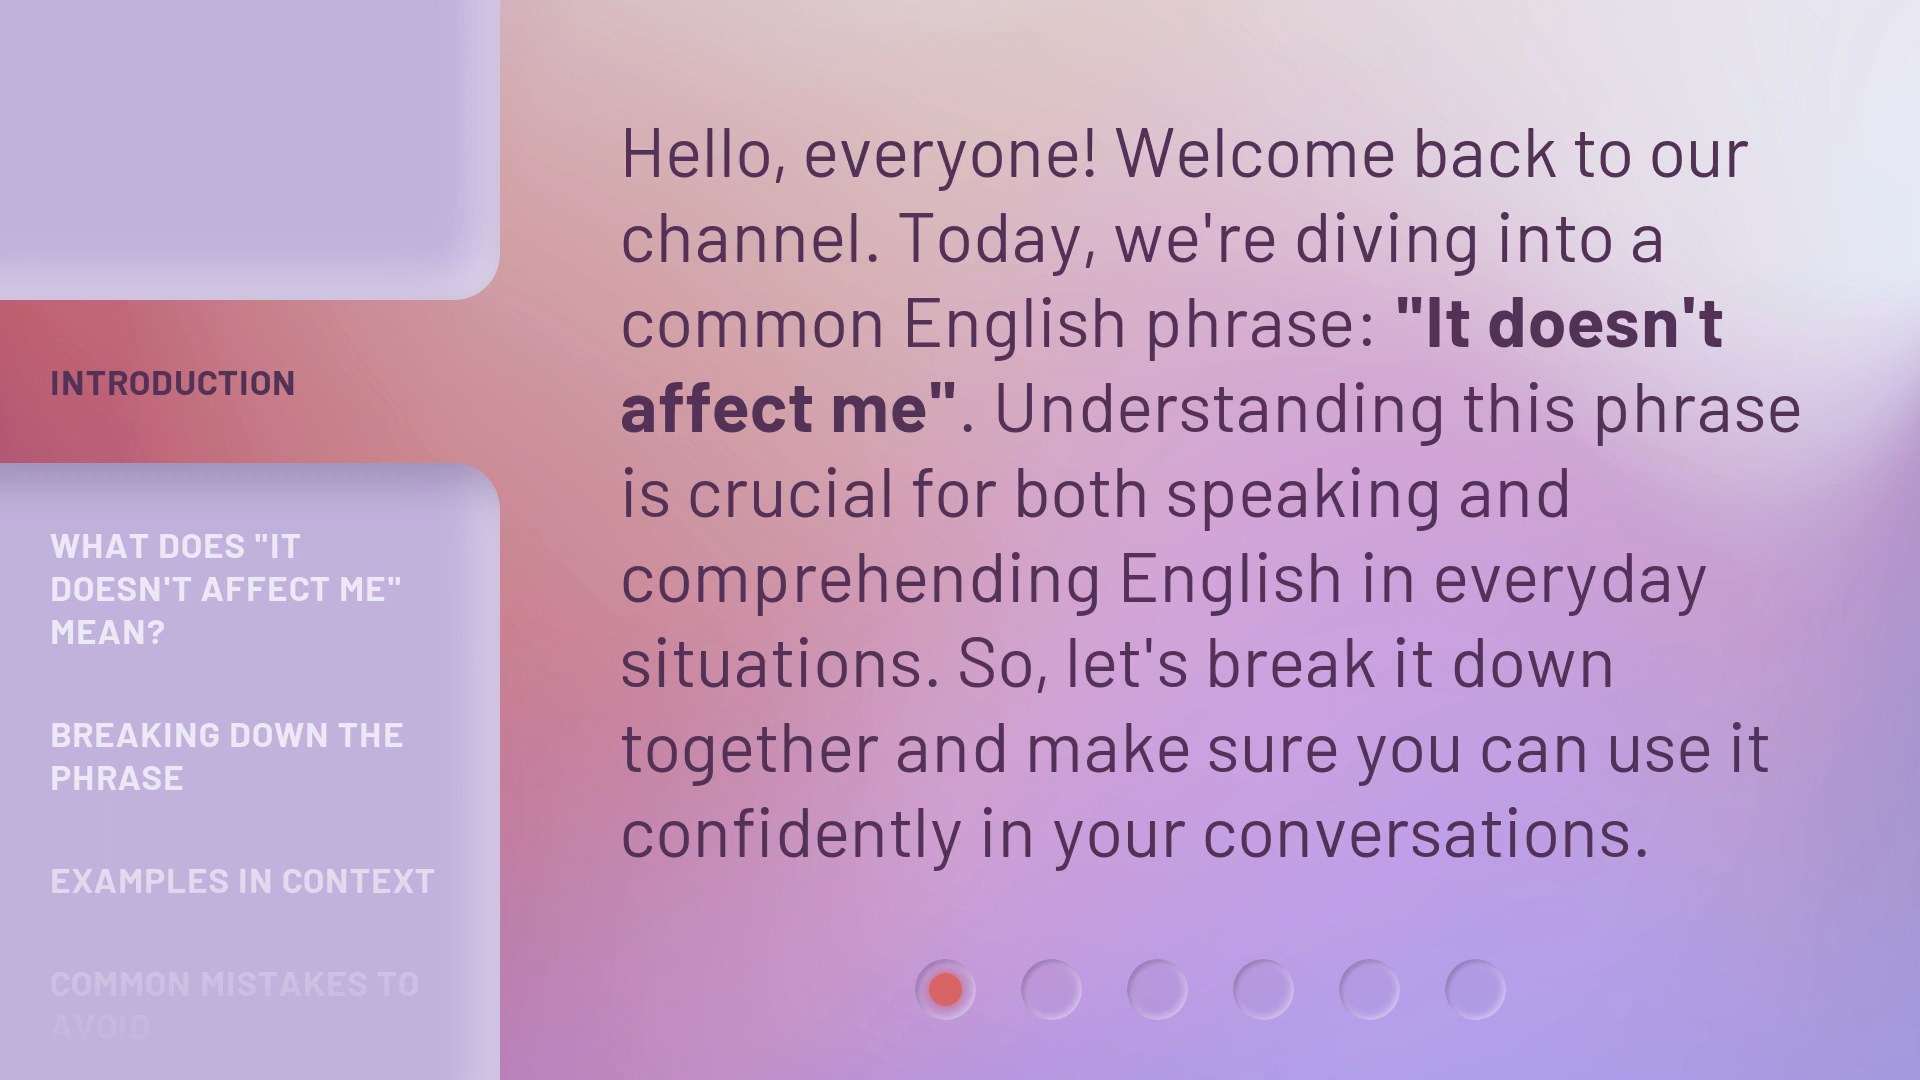 INTRODUCTION
WHAT DOES "IT
DOESN'T AFFECT ME"
MEAN?
BREAKING DOWN THE
PHRASE
EXAMPLES IN CONTEXT
COMMON MISTAKES TO
AVOID
Hello, everyone! Welcome back to our
channel. Today, we're diving into a
common English phrase: "It doesn't
affect me". Understanding this phrase
is crucial for both speaking and
comprehending English in everyday
situations. So, let's break it down
together and make sure you can use it
confidently in your conversations.